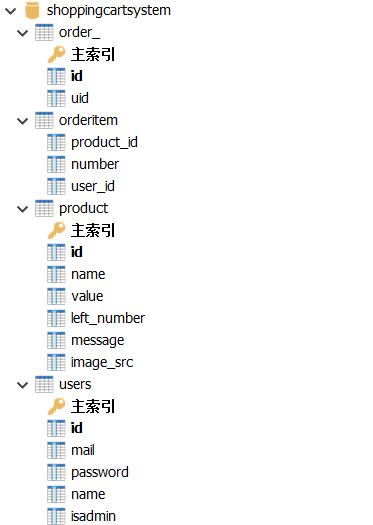 shoppingcartsystem
order_
主索引
id
uid
orderitem
product_id
number
user_id
product
主索引
id
name
value
left_number
message
image_src
users
主索引
id
mail
password
name
isadmin